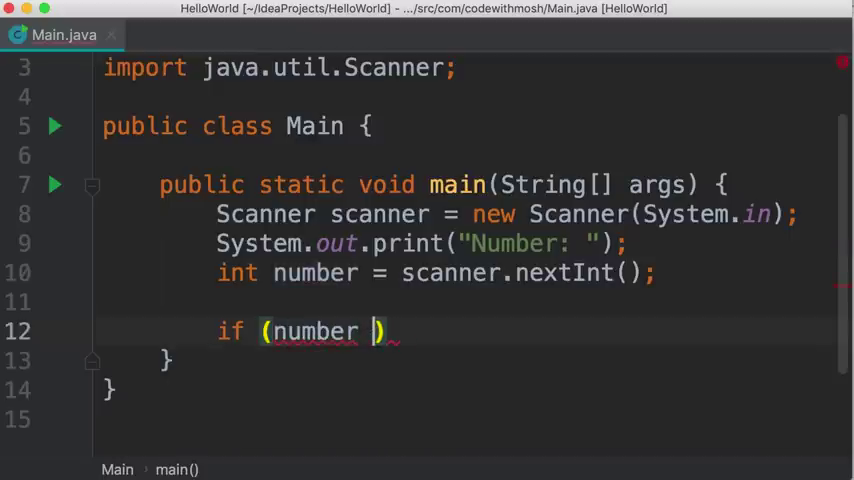 HelloWorld [~/IdeaProjects/HelloWorld] - .../src/com/codewithmosh/Main.java [HelloWorld]
Main.java
3 import java.util.Scanner;
4
5 public class Main {
6
7 public static void main(String[] args) {
8 Scanner scanner = new Scanner(System.in);
9 System.out.print("Number: ");
10 int number = scanner.nextInt();
11
12 if (number )
13 }
14 }
15
Main › main()